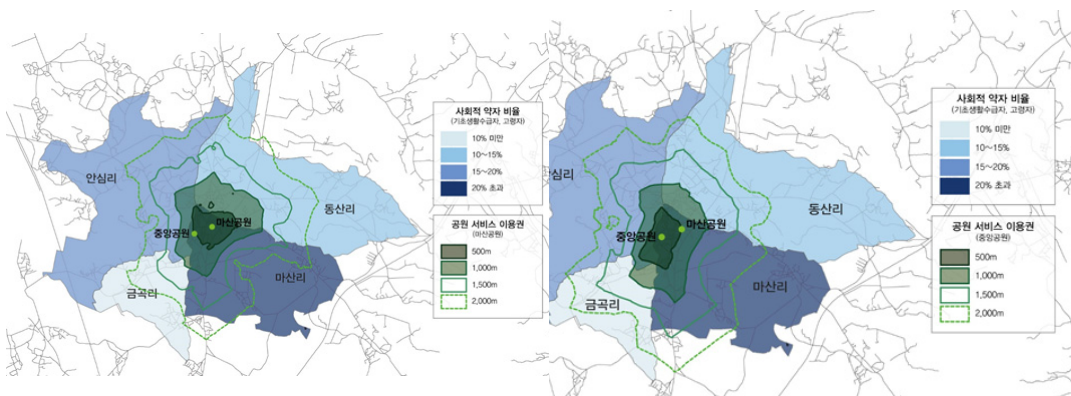 안심리
동산리
마산공원
중앙공원
마산리
금곡리
사회적 약자 비율
(기초생활수급자, 고령자)
10% 미만
10~15%
15~20%
20% 초과
공원 서비스 이용권
(마산공원)
500m
1,000m
1,500m
2,000m
안심리
동산리
마산공원
중앙공원
마산리
금곡리
사회적 약자 비율
(기초생활수급자, 고령자)
10% 미만
10~15%
15~20%
20% 초과
공원 서비스 이용권
(중앙공원)
500m
1,000m
1,500m
2,000m